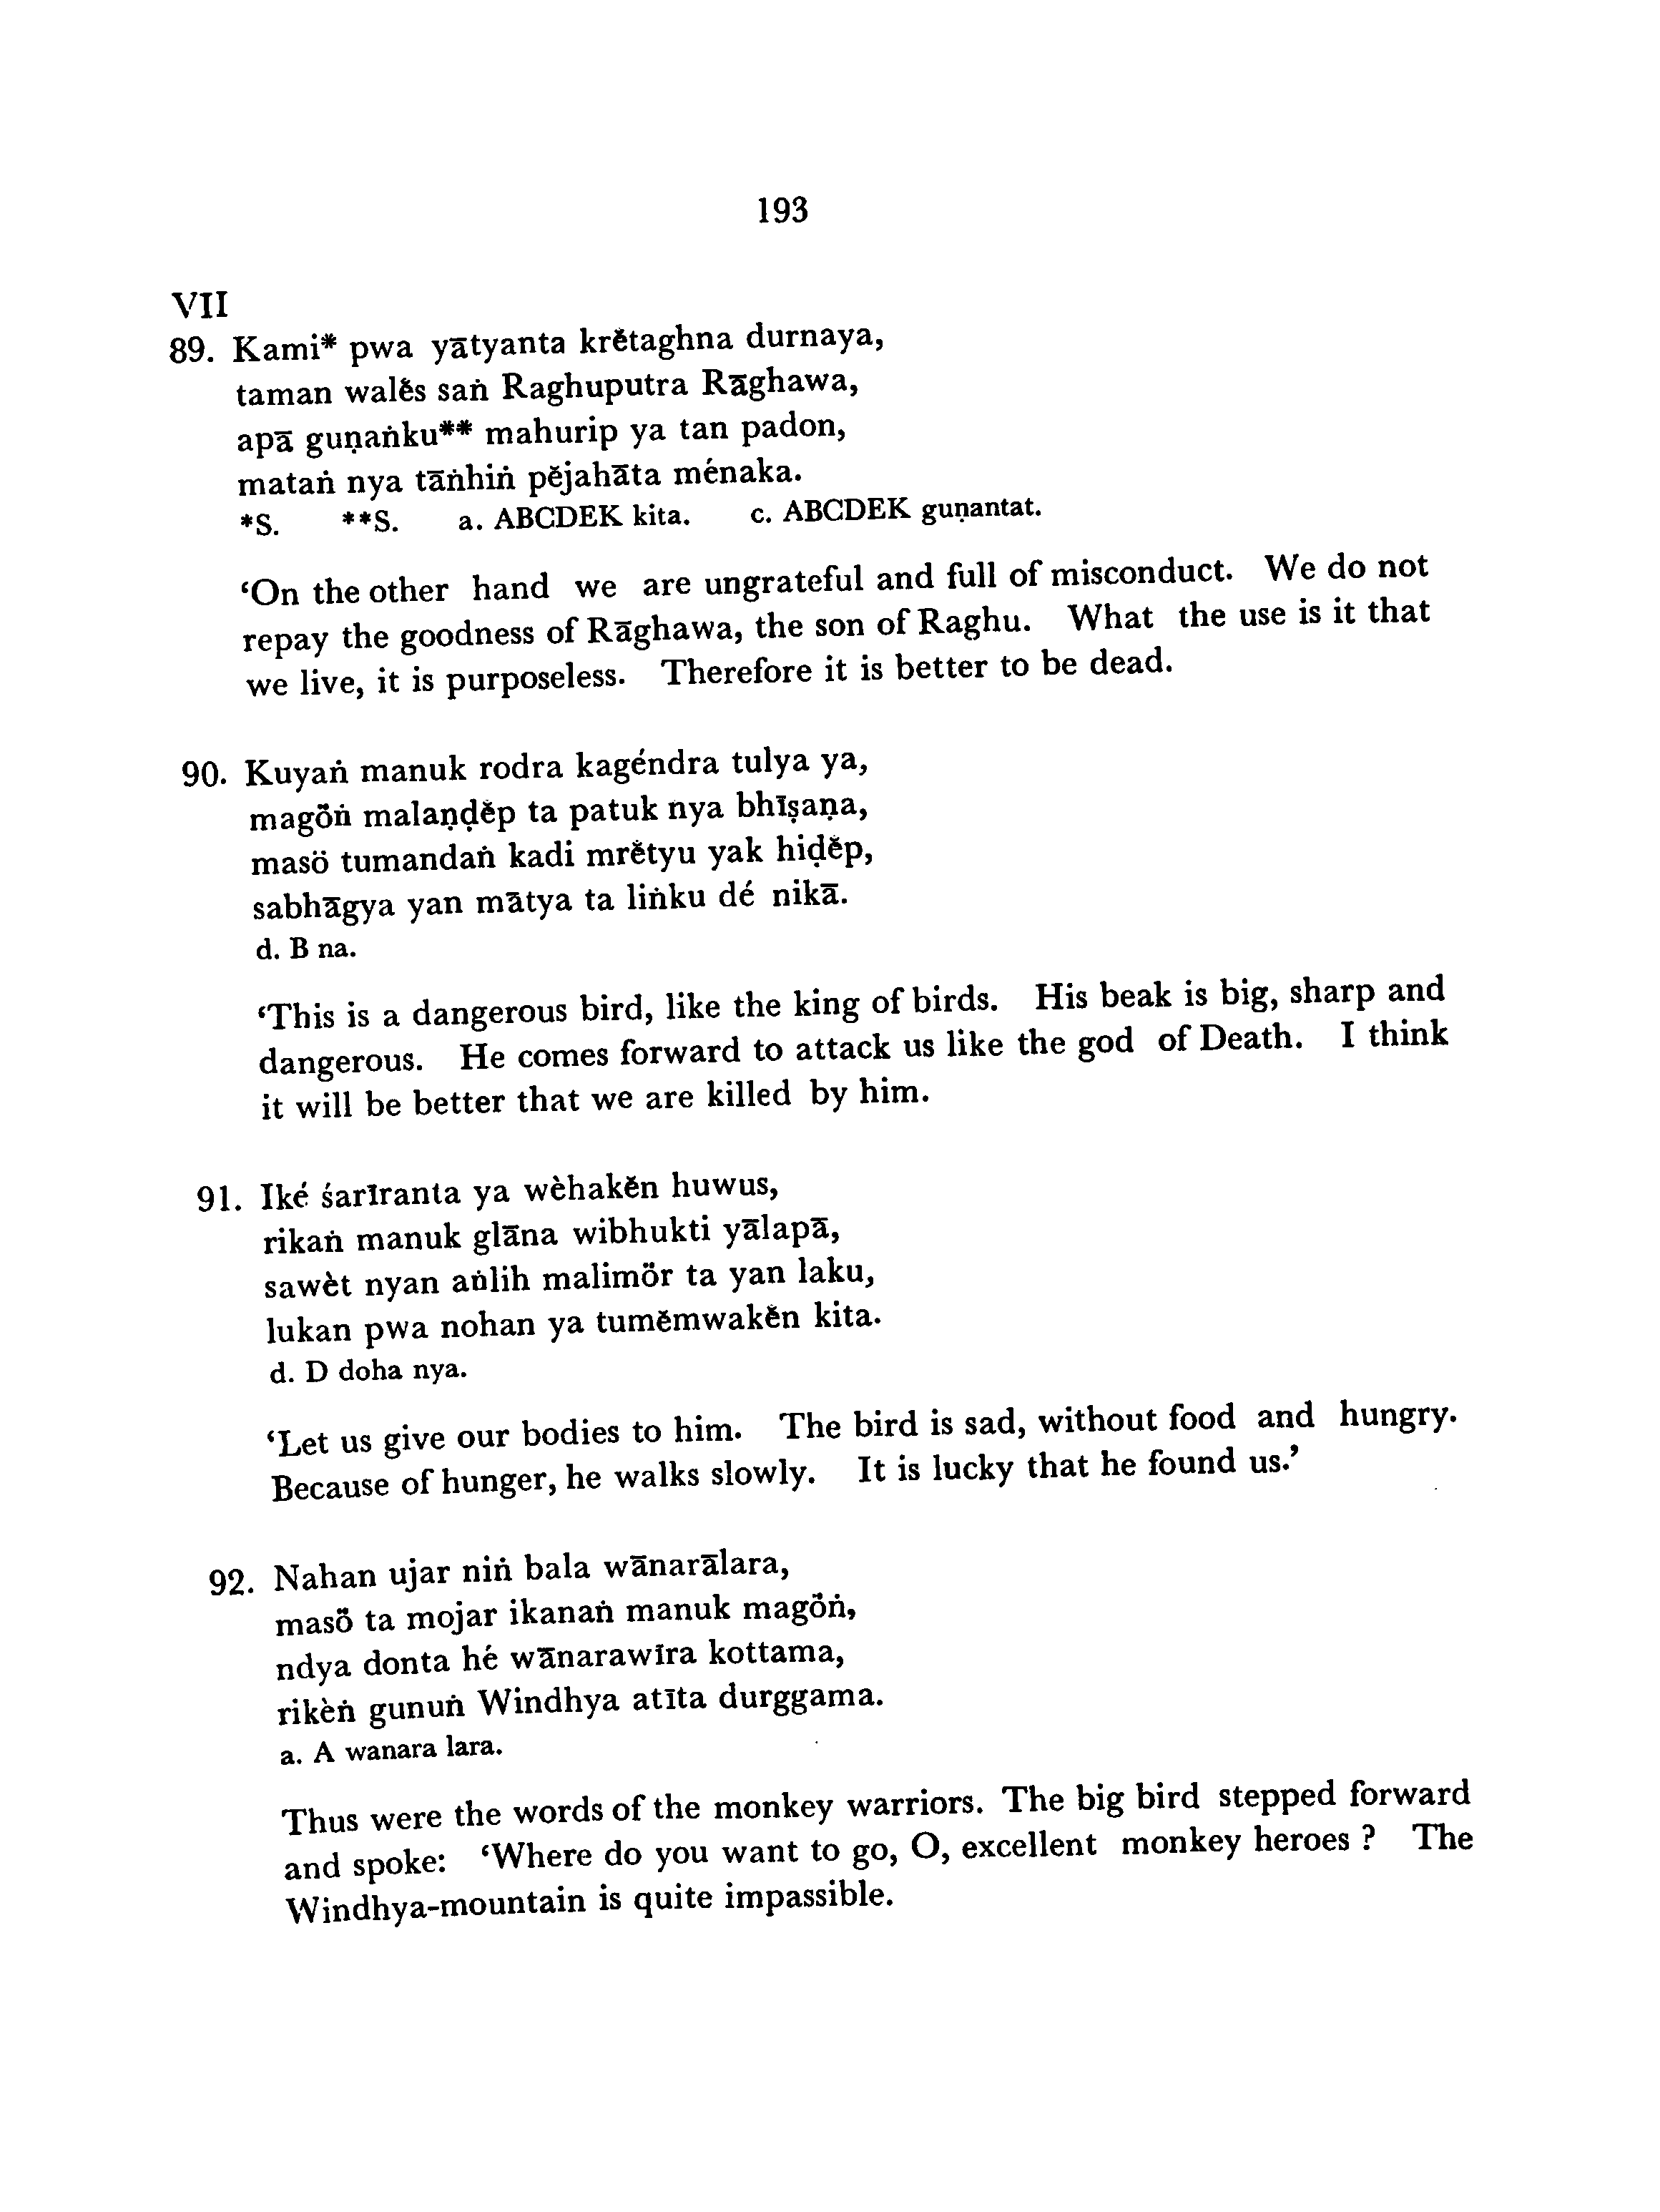 193
VII
89. Kami* pwa yātyanta krĕtaghna durnaya,
taman walĕs saṅ Raghuputra Rāghawa,
apā guṇaṅku** mahurip ya tan padon,
mataṅ nya tāṅhiṅ pĕjahāta ménaka.
*S. **S. a. ABCDEK kita. c. ABCDEK guṇantat.
‘On the other hand we are ungrateful and full of misconduct. We do not
repay the goodness of Rāghawa, the son of Raghu. What the use is it that
we live, it is purposeless. Therefore it is better to be dead.
90. Kuyaṅ manuk rodra kagéndra tulya ya,
magöṅ malaṇḍĕp ta patuk nya bhīṣaṇa,
masö tumandaṅ kadi mrĕtyu yak hiḍĕp,
sabhāgya yan mātya ta liṅku dé nikā.
d. B na.
‘This is a dangerous bird, like the king of birds. His beak is big, sharp and
dangerous. He comes forward to attack us like the god of Death. I think
it will be better that we are killed by him.
91. Iké śarīranta ya wèhakĕn huwus,
rikaṅ manuk glāna wibhukti yālapā,
sawèt nyan aṅlih malimör ta yan laku,
lukan pwa nohan ya tumĕmwakĕn kita.
d. D doha nya.
‘Let us give our bodies to him. The bird is sad, without food and hungry.
Because of hunger, he walks slowly. It is lucky that he found us.’
92. Nahan ujar niṅ bala wānarālara,
masö ta mojar ikanaṅ manuk magöṅ,
ndya donta hé wānarawīra kottama,
rikèṅ gunuṅ Windhya atīta durggama.
a. A wanara lara.
Thus were the words of the monkey warriors. The big bird stepped forward
and spoke: ‘Where do you want to go, O, excellent monkey heroes ? The
Windhya-mountain is quite impassible.